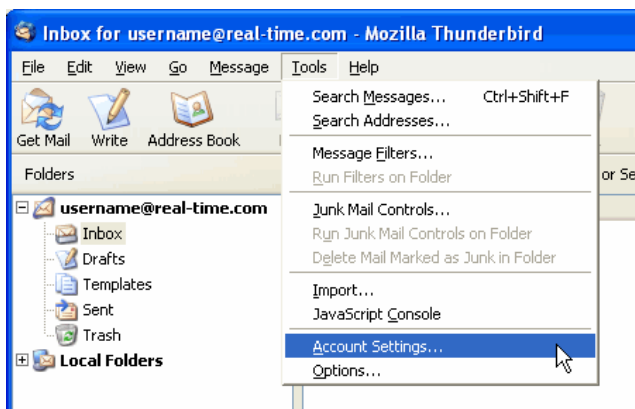 Inbox for username@real-time.com - Mozilla Thunderbird
File Edit View Go Message Tools Help
Get Mail Write Address Book
Search Messages... Ctrl+Shift+F
Search Addresses...
Message Filters...
Run Filters on Folder
Junk Mail Controls...
Run Junk Mail Controls on Folder
Delete Mail Marked as Junk in Folder
Import...
JavaScript Console
Account Settings...
Options...
Folders
or Se
username@real-time.com
Inbox
Drafts
Templates
Sent
Trash
Local Folders